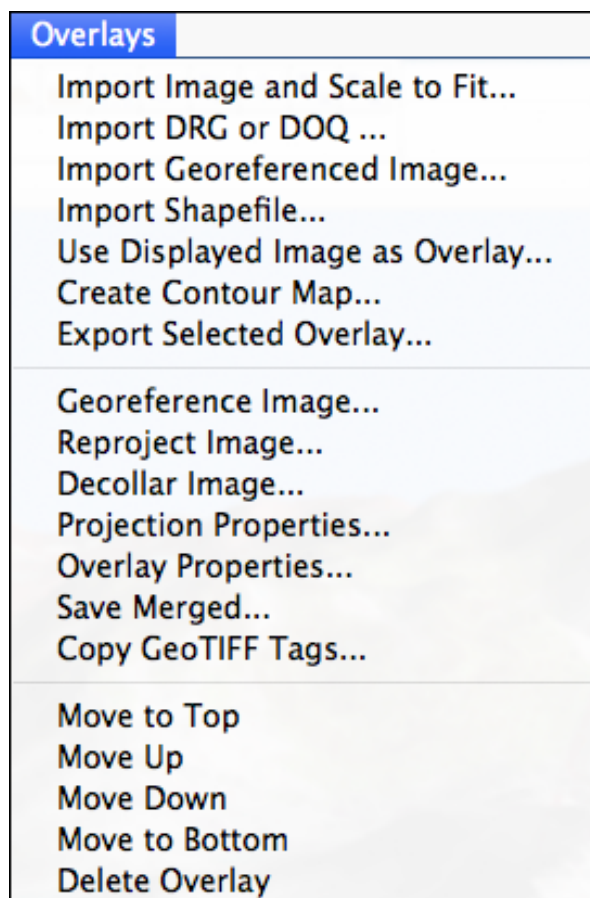 Overlays
Import Image and Scale to Fit...
Import DRG or DOQ ...
Import Georeferenced Image...
Import Shapefile...
Use Displayed Image as Overlay...
Create Contour Map...
Export Selected Overlay...
Georeference Image...
Reproject Image...
Decollar Image...
Projection Properties...
Overlay Properties...
Save Merged...
Copy GeoTIFF Tags...
Move to Top
Move Up
Move Down
Move to Bottom
Delete Overlay